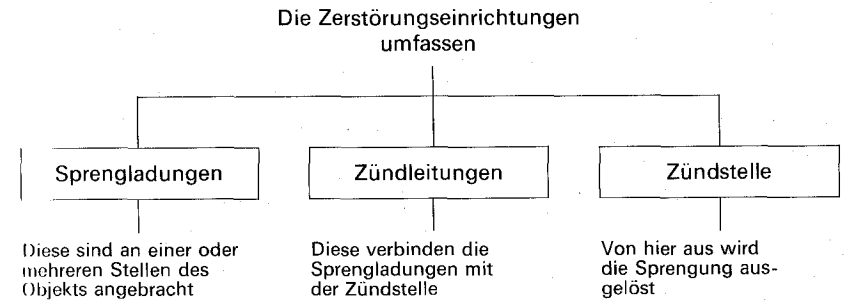 Die Zerstörungseinrichtungen
umfassen
Sprengladungen
Zündleitungen
Zündstelle
Diese sind an einer oder
mehreren Stellen des
Objekts angebracht
Diese verbinden die
Sprengladungen mit
der Zündstelle
Von hier aus wird
die Sprengung aus-
gelöst